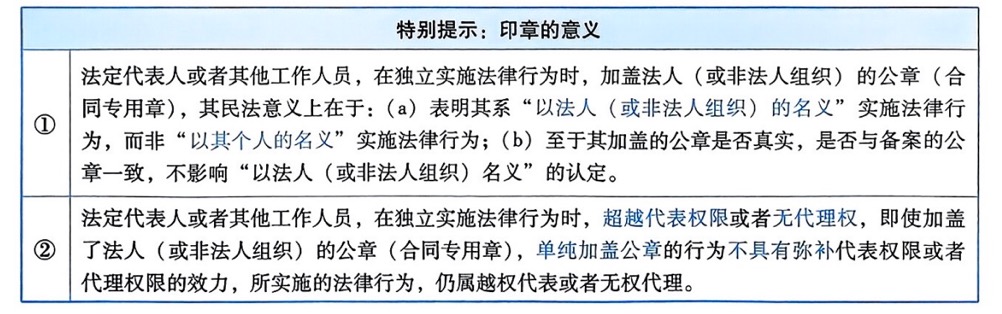 特别提示：印章的意义
①
法定代表人或者其他工作人员，在独立实施法律行为时，加盖法人（或非法人组织）的公章（合
同专用章），其民法意义上在于：（a）表明其系“以法人（或非法人组织）的名义”实施法律行
为，而非“以其个人的名义”实施法律行为；（b）至于其加盖的公章是否真实，是否与备案的公
章一致，不影响“以法人（或非法人组织）名义”的认定。
②
法定代表人或者其他工作人员，在独立实施法律行为时，超越代表权限或者无代理权，即使加盖
了法人（或非法人组织）的公章（合同专用章），单纯加盖公章的行为不具有弥补代表权限或者
代理权限的效力，所实施的法律行为，仍属越权代表或者无权代理。